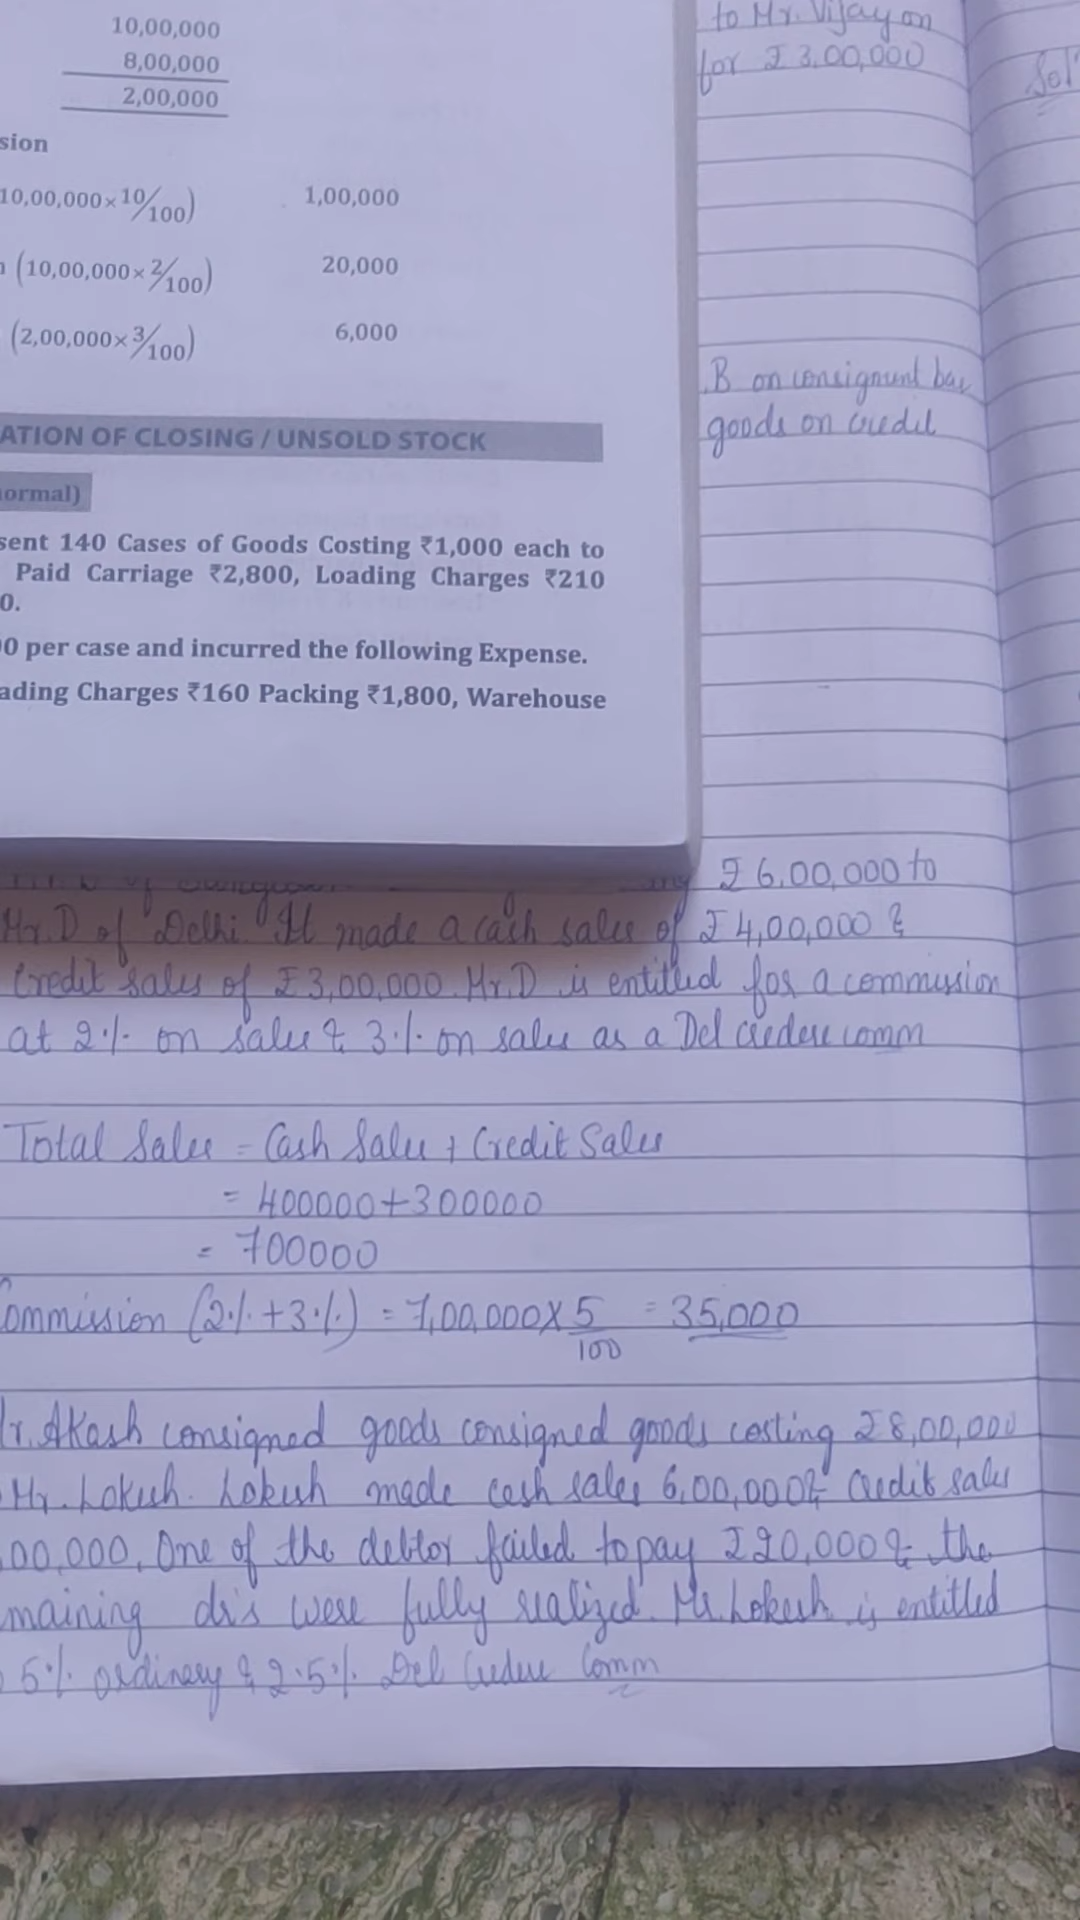 10,00,000
8,00,000
2,00,000
sion
10,00,000×10/100) 1,00,000
(10,00,000×2/100) 20,000
(2,00,000×3/100) 6,000
ATION OF CLOSING / UNSOLD STOCK
ormal)
sent 140 Cases of Goods Costing ₹1,000 each to
Paid Carriage ₹2,800, Loading Charges ₹210
0.
00 per case and incurred the following Expense.
ading Charges ₹160 Packing ₹1,800, Warehouse
to Mr. Vijay on
for ₹ 3,00,000
Sol
B on consignment
goods on credit
₹ 6,00,000 to
Mr. D of Delhi. It made a cash sales of ₹ 4,00,000 &
Credit sales of ₹ 3,00,000. Mr. D is entitled for a commission
at 2% on sales & 3% on sales as a Del credere comm
Total Sales = Cash Sales + Credit Sales
= 400000+300000
= 700000
ommission (2%+3%) = 7,00,000×5/100 = 35,000
r. Akash consigned goods consigned goods costing ₹8,00,000
Mr. Lokesh. Lokesh made cash sales 6,00,000 & Credit sales
00,000, One of the debtor failed to pay ₹20,000 & the
maining drs were fully realized. Mr. Lokesh is entitled
5% ordinary & 2.5% Del Credere Comm